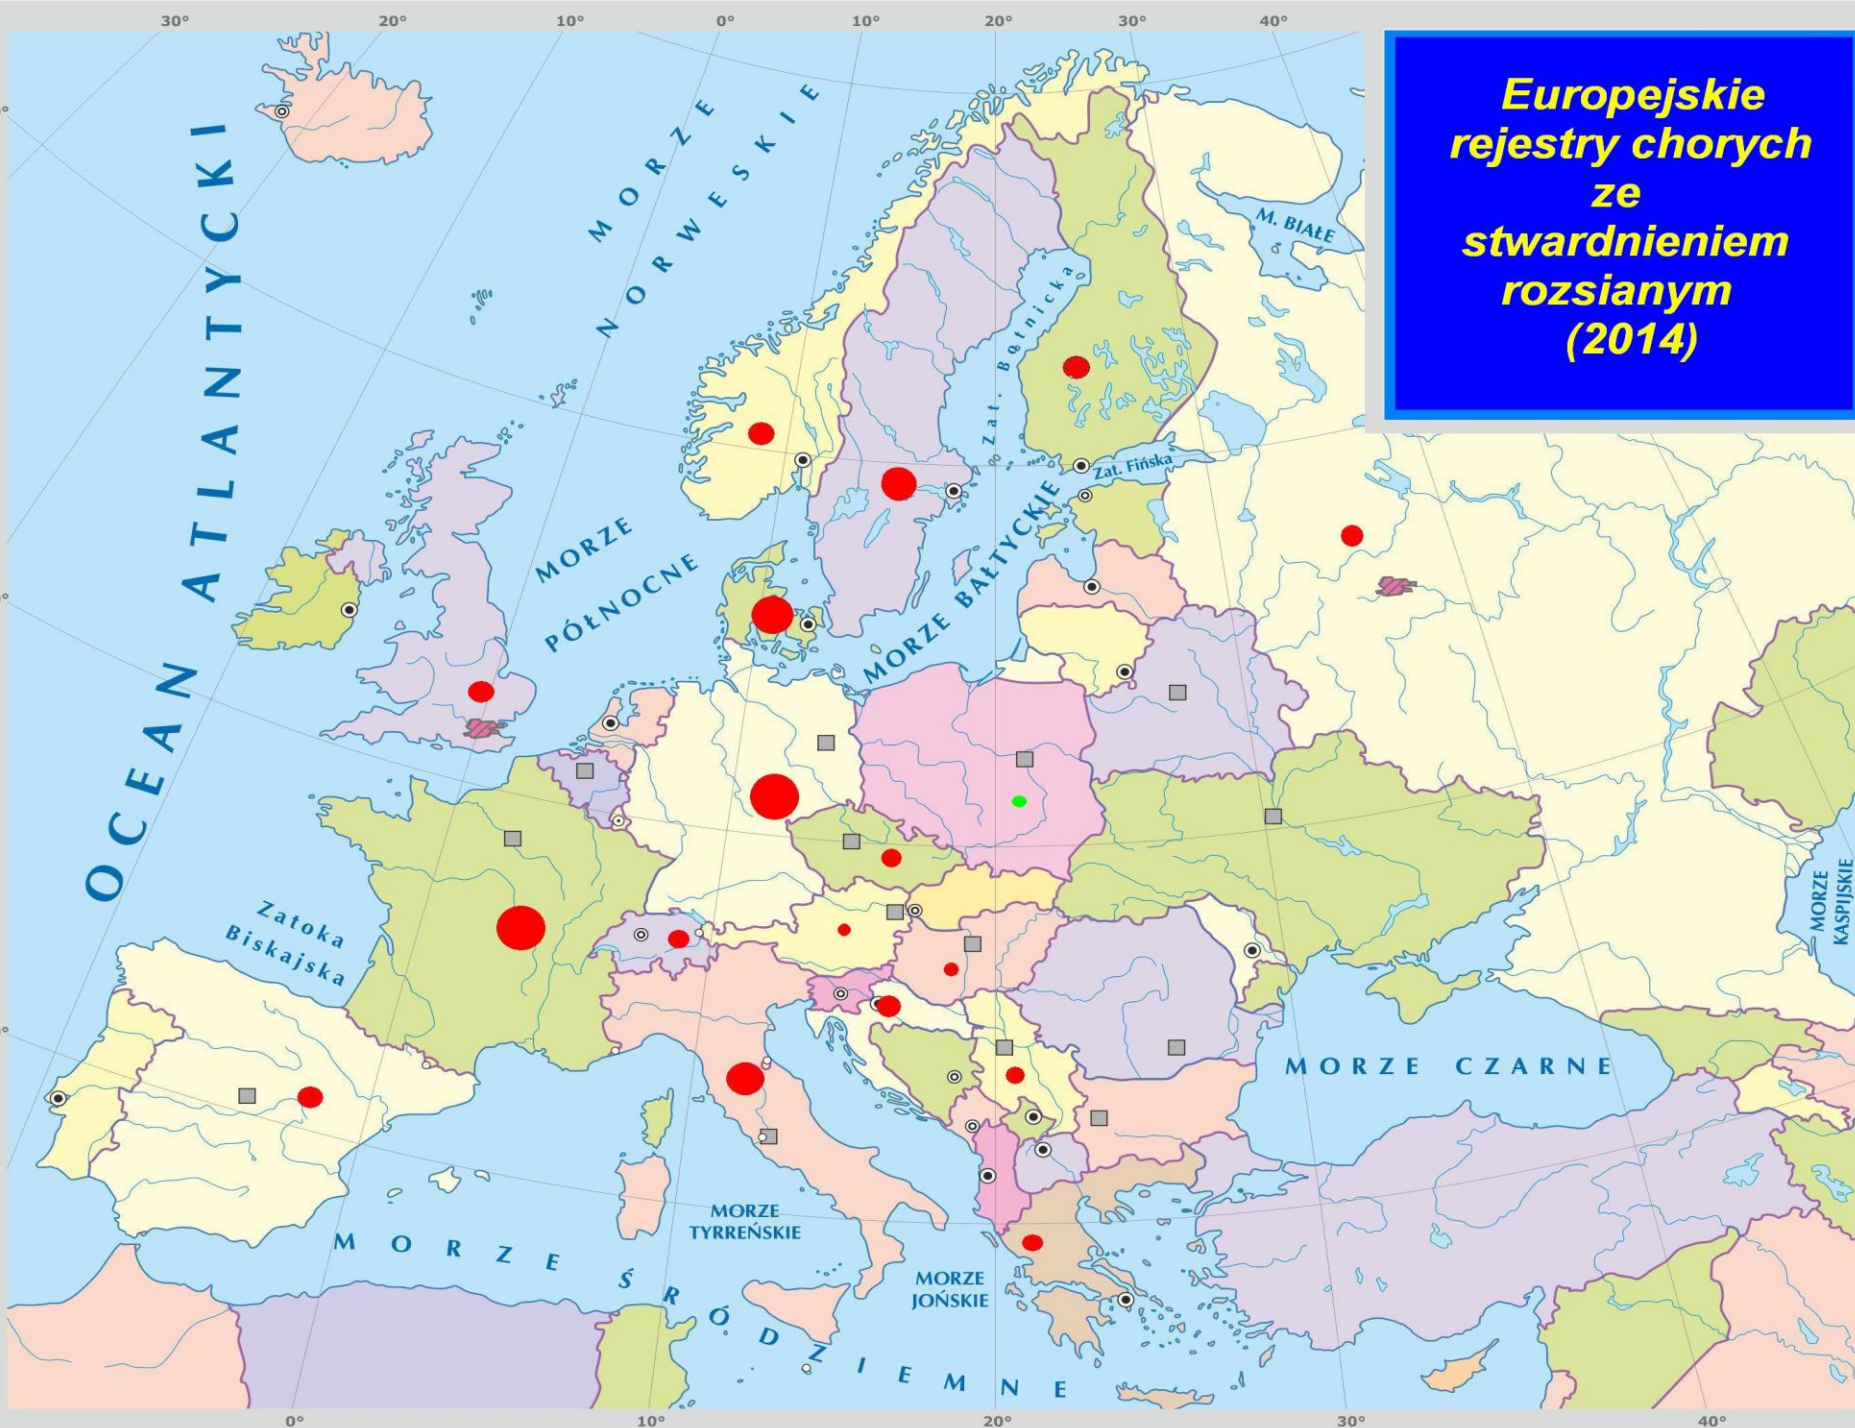 30°
20°
10°
0°
10°
20°
30°
40°
Europejskie
rejestry chorych
ze
stwardnieniem
rozsianym
(2014)
OCEAN ATLANTYCKI
MORZE
NORWESKIE
M. BIAŁE
Zat. Botnicka
Zat. Fińska
MORZE
PÓŁNOCNE
MORZE BAŁTYCKIE
Zatoka
Biskajska
MORZE
KASPIJSKIE
MORZE CZARNE
MORZE
TYRREŃSKIE
MORZE
JOŃSKIE
MORZE ŚRÓDZIEMNE
0°
10°
20°
30°
40°